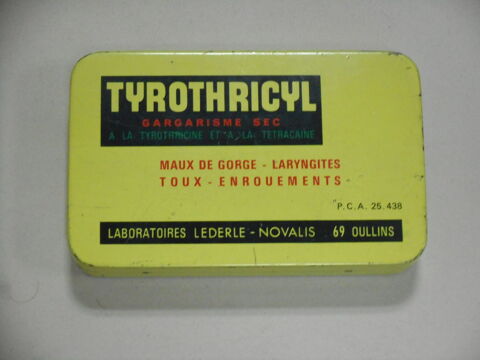 TYROTHRICYL
GARGARISME SEC
A LA TYROTHRICINE ET A LA TETRACAINE
MAUX DE GORGE - LARYNGITES
TOUX - ENROUEMENTS
P.C.A. 25.438
LABORATOIRES LEDERLE - NOVALIS 69 OULLINS